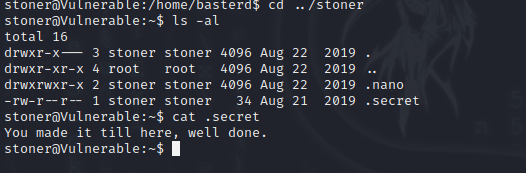 stoner@Vulnerable:/home/basterd$ cd ../stoner
stoner@Vulnerable:~$ ls -al
total 16
drwxr-x--- 3 stoner stoner 4096 Aug 22  2019 .
drwxr-xr-x 4 root   root   4096 Aug 22  2019 ..
drwxrwxr-x 2 stoner stoner 4096 Aug 22  2019 .nano
-rw-r--r-- 1 stoner stoner   34 Aug 21  2019 .secret
stoner@Vulnerable:~$ cat .secret
You made it till here, well done.
stoner@Vulnerable:~$